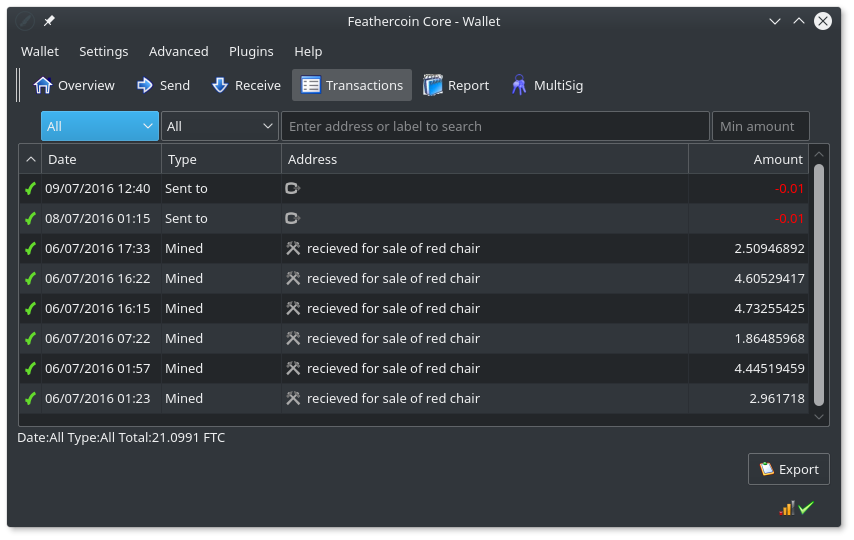 Feathercoin Core - Wallet
Wallet Settings Advanced Plugins Help
Overview Send Receive Transactions Report MultiSig
All All Enter address or label to search Min amount
Date Type Address Amount
09/07/2016 12:40 Sent to -0.01
08/07/2016 01:15 Sent to -0.01
06/07/2016 17:33 Mined recieved for sale of red chair 2.50946892
06/07/2016 16:22 Mined recieved for sale of red chair 4.60529417
06/07/2016 16:15 Mined recieved for sale of red chair 4.73255425
06/07/2016 07:22 Mined recieved for sale of red chair 1.86485968
06/07/2016 01:57 Mined recieved for sale of red chair 4.44519459
06/07/2016 01:23 Mined recieved for sale of red chair 2.961718
Date:All Type:All Total:21.0991 FTC
Export